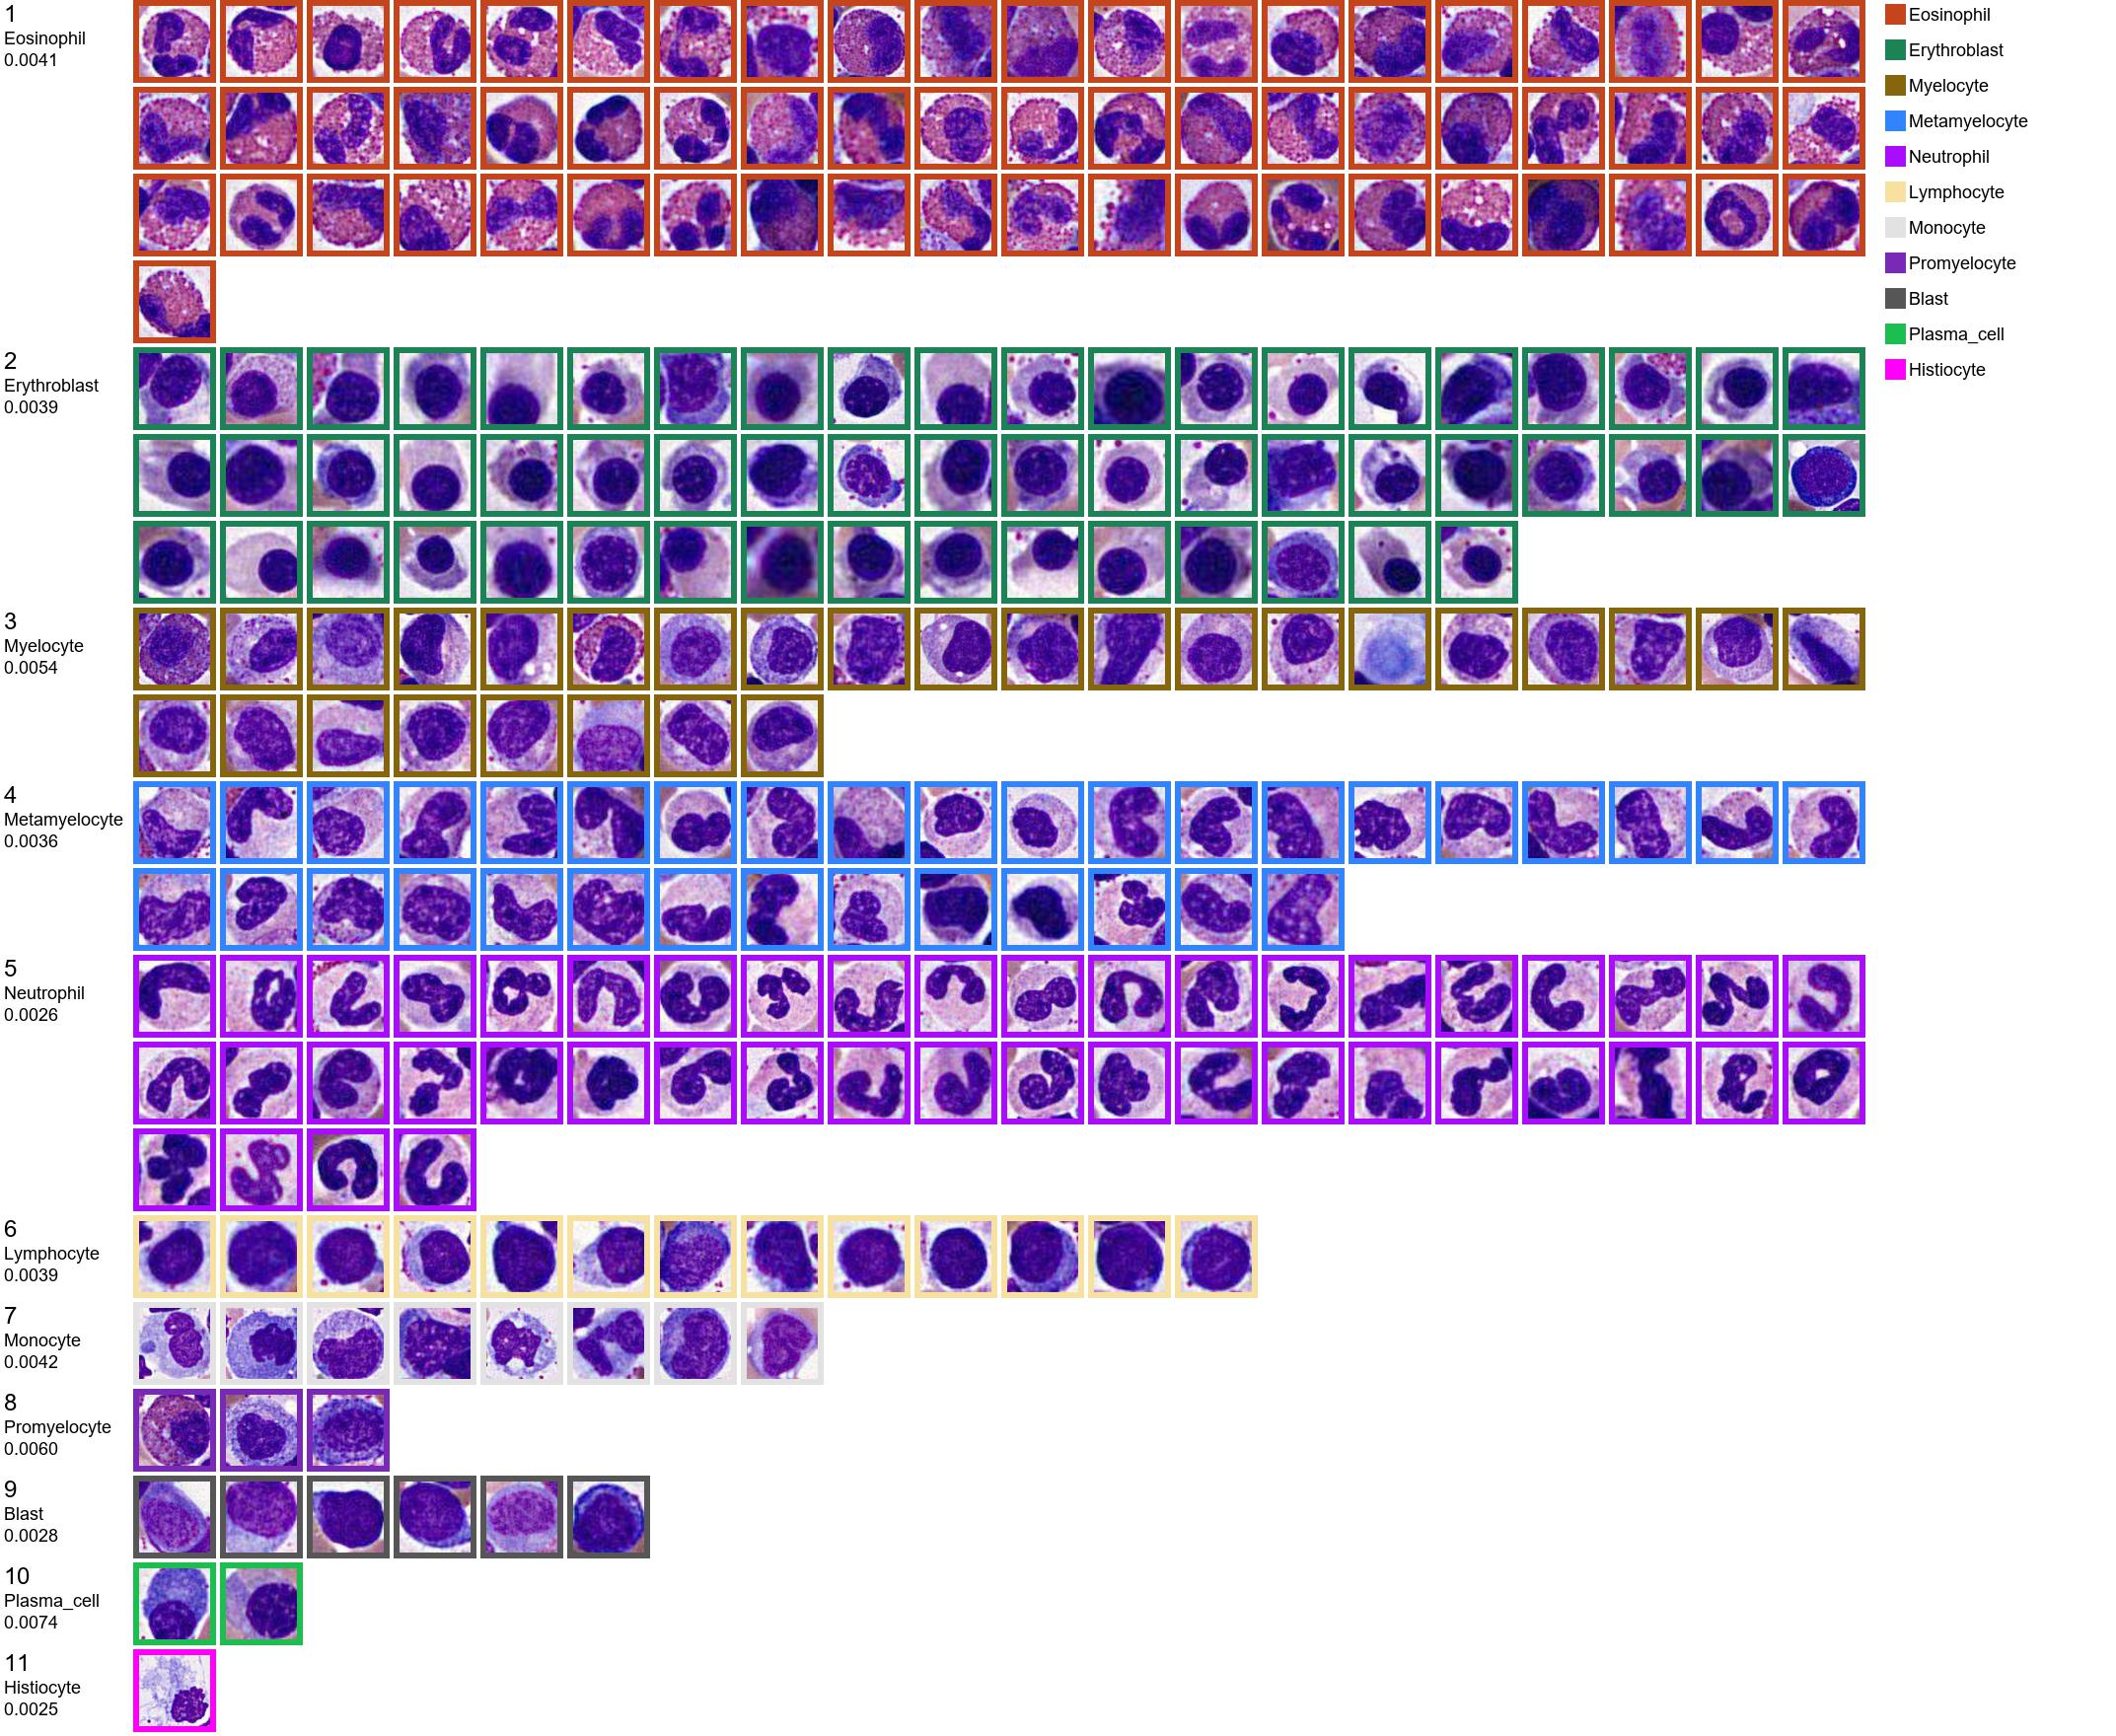 1
Eosinophil
0.0041
2
Erythroblast
0.0039
3
Myelocyte
0.0054
4
Metamyelocyte
0.0036
5
Neutrophil
0.0026
6
Lymphocyte
0.0039
7
Monocyte
0.0042
8
Promyelocyte
0.0060
9
Blast
0.0028
10
Plasma_cell
0.0074
11
Histiocyte
0.0025
Eosinophil
Erythroblast
Myelocyte
Metamyelocyte
Neutrophil
Lymphocyte
Monocyte
Promyelocyte
Blast
Plasma_cell
Histiocyte